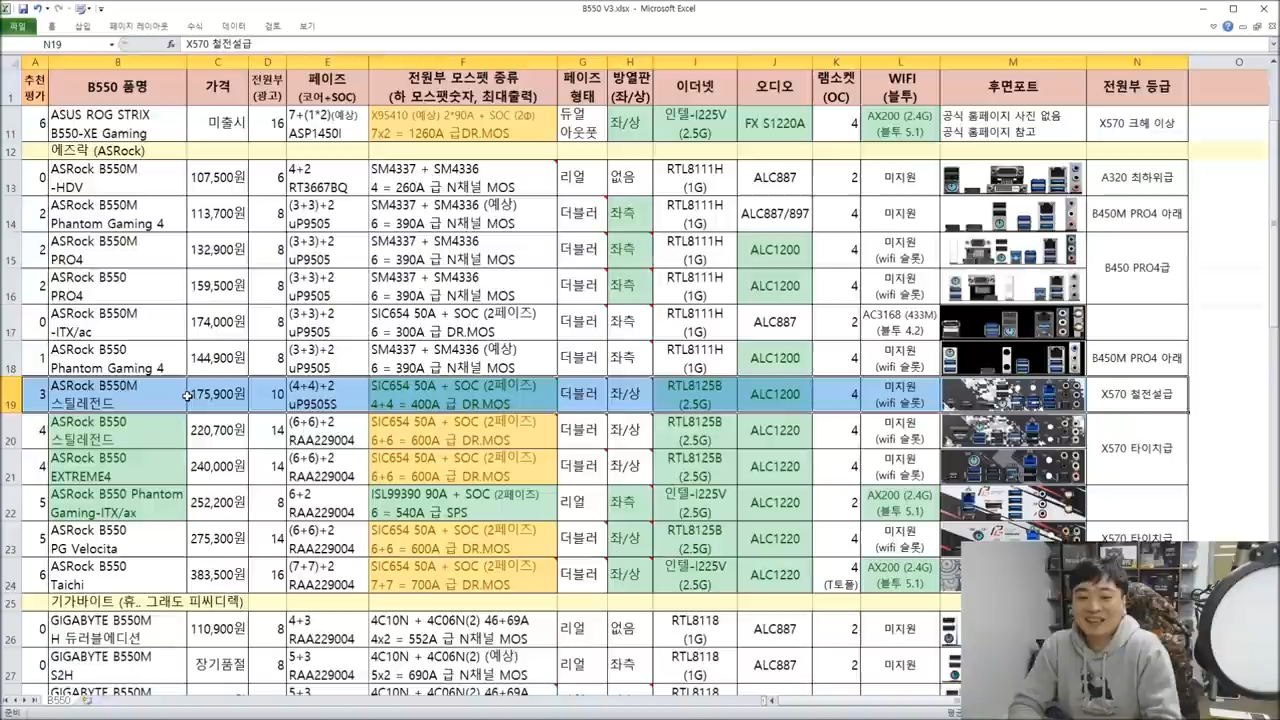 B550 V3.xlsx - Microsoft Excel
파일 홈 삽입 페이지 레이아웃 수식 데이터 검토 보기
N19 fx X570 철전설급
A B C D E F G H I J K L M N O
1 추천 평가 B550 품명 가격 전원부 (광고) 페이즈 (코어+SOC) 전원부 모스펫 종류 (하 모스펫숫자, 최대출력) 페이즈 형태 방열판 (좌/상) 이더넷 오디오 램소켓 (OC) WIFI (블투) 후면포트 전원부 등급
11 6 ASUS ROG STRIX B550-XE Gaming 미출시 16 7+(1*2)(예상) ASP1450I X95410 (예상) 2*90A + SOC (2Φ) 7x2 = 1260A 급DR.MOS 듀얼 아웃풋 좌/상 인텔-I225V (2.5G) FX S1220A 4 AX200 (2.4G) (블투 5.1) 공식 홈페이지 사진 없음 공식 홈페이지 참고 X570 크헤 이상
12 에즈락 (ASRock)
13 0 ASRock B550M -HDV 107,500원 6 4+2 RT3667BQ SM4337 + SM4336 4 = 260A 급 N채널 MOS 리얼 없음 RTL8111H (1G) ALC887 2 미지원 A320 최하위급
14 2 ASRock B550M Phantom Gaming 4 113,700원 8 (3+3)+2 uP9505 SM4337 + SM4336 (예상) 6 = 390A 급 N채널 MOS 더블러 좌측 RTL8111H (1G) ALC887/897 4 미지원 B450M PRO4 아래
15 2 ASRock B550M PRO4 132,900원 8 (3+3)+2 uP9505 SM4337 + SM4336 6 = 390A 급 N채널 MOS 더블러 좌측 RTL8111H (1G) ALC1200 4 미지원 (wifi 슬롯) B450 PRO4급
16 2 ASRock B550 PRO4 159,500원 8 (3+3)+2 uP9505 SM4337 + SM4336 6 = 390A 급 N채널 MOS 더블러 좌측 RTL8111H (1G) ALC1200 4 미지원 (wifi 슬롯)
17 0 ASRock B550M -ITX/ac 174,000원 8 (3+3)+2 uP9505 SIC654 50A + SOC (2페이즈) 6 = 300A 급 DR.MOS 더블러 좌측 RTL8111H (1G) ALC887 2 AC3168 (433M) (블투 4.2)
18 1 ASRock B550 Phantom Gaming 4 144,900원 8 (3+3)+2 uP9505 SM4337 + SM4336 (예상) 6 = 390A 급 N채널 MOS 더블러 좌측 RTL8111H (1G) ALC1200 4 미지원 (wifi 슬롯) B450M PRO4 아래
19 3 ASRock B550M 스틸레전드 175,900원 10 (4+4)+2 uP9505S SIC654 50A + SOC (2페이즈) 4+4 = 400A 급 DR.MOS 더블러 좌/상 RTL8125B (2.5G) ALC1200 4 미지원 (wifi 슬롯) X570 철전설급
20 4 ASRock B550 스틸레전드 220,700원 14 (6+6)+2 RAA229004 SIC654 50A + SOC (2페이즈) 6+6 = 600A 급 DR.MOS 더블러 좌/상 RTL8125B (2.5G) ALC1220 4 미지원 (wifi 슬롯) X570 타이치급
21 4 ASRock B550 EXTREME4 240,000원 14 (6+6)+2 RAA229004 SIC654 50A + SOC (2페이즈) 6+6 = 600A 급 DR.MOS 더블러 좌/상 RTL8125B (2.5G) ALC1220 4 미지원 (wifi 슬롯)
22 5 ASRock B550 Phantom Gaming-ITX/ax 252,200원 8 6+2 RAA229004 ISL99390 90A + SOC (2페이즈) 6 = 540A 급 SPS 리얼 좌측 인텔-I225V (2.5G) ALC1220 2 AX200 (2.4G) (블투 5.1)
23 5 ASRock B550 PG Velocita 275,300원 14 (6+6)+2 RAA229004 SIC654 50A + SOC (2페이즈) 6+6 = 600A 급 DR.MOS 더블러 좌/상 RTL8125B (2.5G) ALC1220 4 미지원 (wifi 슬롯) X570 타이치급
24 6 ASRock B550 Taichi 383,500원 16 (7+7)+2 RAA229004 SIC654 50A + SOC (2페이즈) 7+7 = 700A 급 DR.MOS 더블러 좌/상 인텔-I225V (2.5G) ALC1220 4 (T토폴) AX200 (2.4G) (블투 5.1)
25 기가바이트 (휴.. 그래도 피씨디렉)
26 0 GIGABYTE B550M H 듀러블에디션 110,900원 8 4+3 RAA229004 4C10N + 4C06N(2) 46+69A 4x2 = 552A 급 N채널 MOS 리얼 없음 RTL8118 (1G) ALC887 2 미지원
27 0 GIGABYTE B550M S2H 장기품절 8 5+3 RAA229004 4C10N + 4C06N(2) (예상) 5x2 = 690A 급 N채널 MOS 리얼 좌측 RTL8118 (1G) ALC887 2 미지원
GIGABYTE B550M 5+3 4C10N + 4C06N(2) 46+69A RTL8118
B550
준비